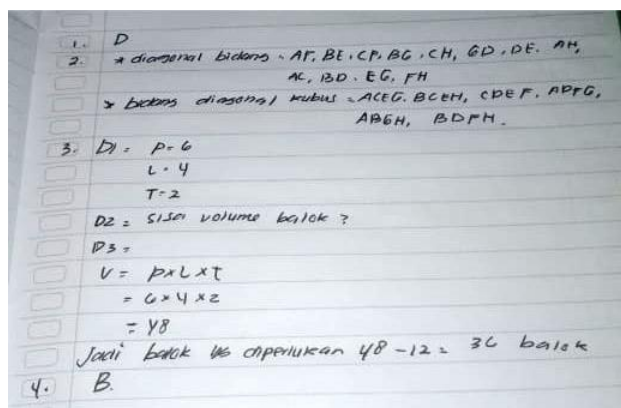 1. D
2. * diagonal bidang = AF, BE, CF, BG, CH, GD, DE, AH,
AC, BD, EG, FH
* bidang diagonal kubus = ACEG, BCEH, CDEF, ADFG,
ABGH, BDFH.
3. D1 = P = 6
L = 4
T = 2
D2 = sisa volume balok ?
D3 =
V = P x L x t
= 6 x 4 x 2
= 48
Jadi balok diperlukan 48 - 12 = 36 balok
4. B.